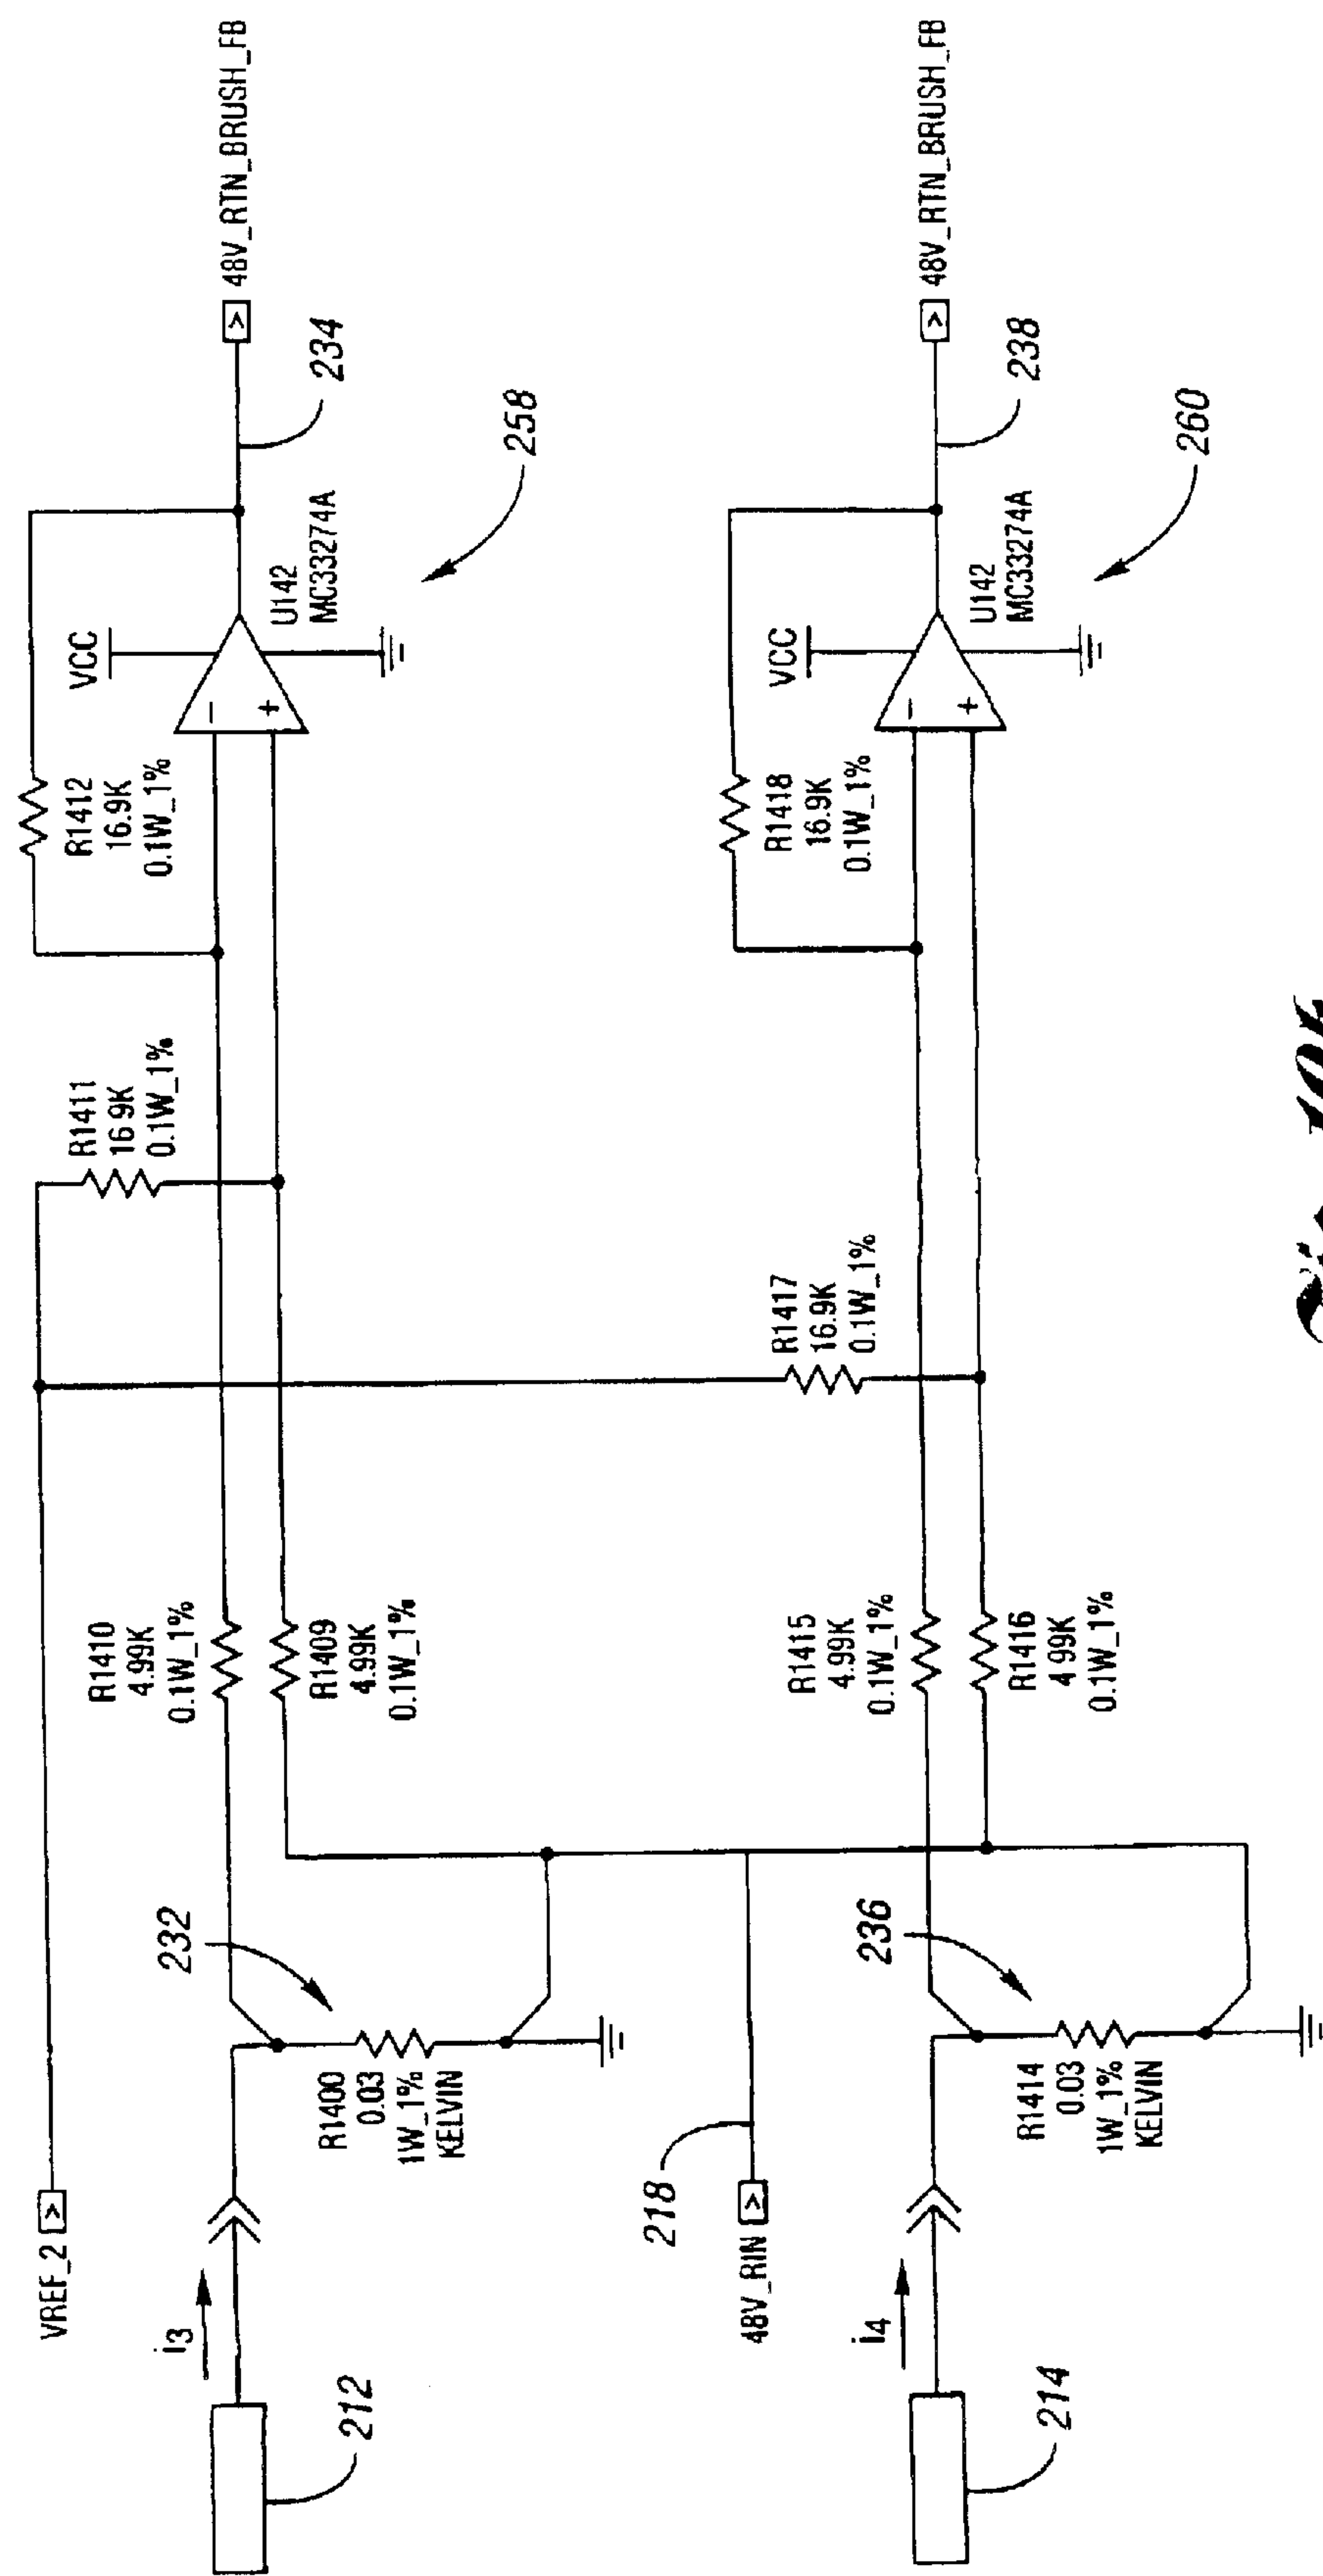 VREF_2
i3
212
R1400
0.03
1W_1%
KELVIN
232
R1410
4.99K
0.1W_1%
R1409
4.99K
0.1W_1%
R1411
16.9K
0.1W_1%
R1412
16.9K
0.1W_1%
VCC
-
+
U142
MC33274A
258
234
48V_RTN_BRUSH_FB
218
48V_RIN
i4
214
R1414
0.03
1W_1%
KELVIN
236
R1415
4.99K
0.1W_1%
R1416
4.99K
0.1W_1%
R1417
16.9K
0.1W_1%
R1418
16.9K
0.1W_1%
VCC
-
+
U142
MC33274A
260
238
48V_RTN_BRUSH_FB